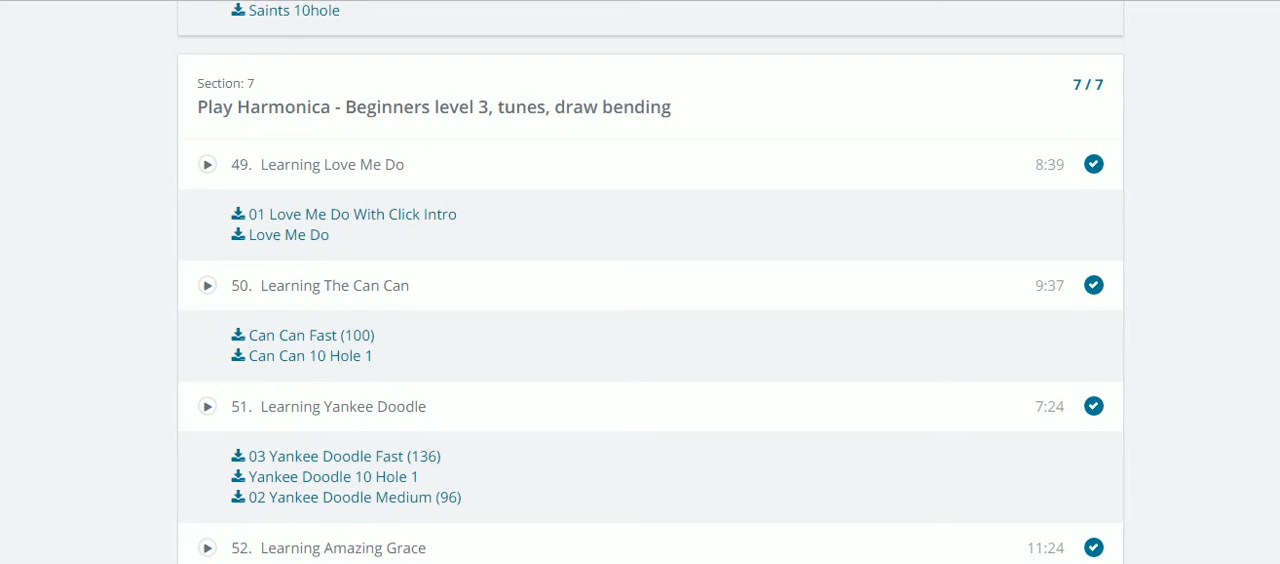 Saints 10hole
Section: 7
7 / 7
Play Harmonica - Beginners level 3, tunes, draw bending
49. Learning Love Me Do 8:39
01 Love Me Do With Click Intro
Love Me Do
50. Learning The Can Can 9:37
Can Can Fast (100)
Can Can 10 Hole 1
51. Learning Yankee Doodle 7:24
03 Yankee Doodle Fast (136)
Yankee Doodle 10 Hole 1
02 Yankee Doodle Medium (96)
52. Learning Amazing Grace 11:24